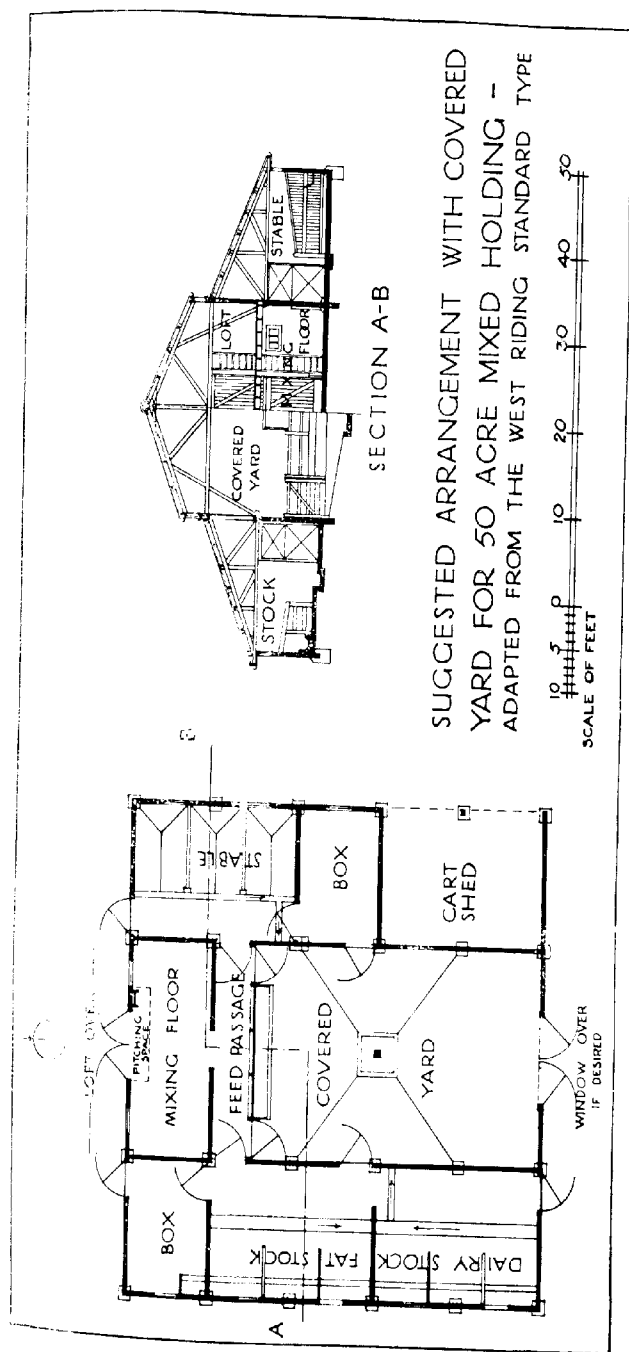 LOFT OVER
PITCHING
SPACE
MIXING FLOOR
FEED PASSAGE
BOX
STABLE
BOX
CART
SHED
COVERED
YARD
WINDOW OVER
IF DESIRED
FAT STOCK
DAIRY STOCK
A
B
STOCK
COVERED
YARD
LOFT
MIXING
FLOOR
STABLE
SECTION A-B
SUGGESTED ARRANGEMENT WITH COVERED
YARD FOR 50 ACRE MIXED HOLDING –
ADAPTED FROM THE WEST RIDING STANDARD TYPE
10 5 0 10 20 30 40 50
SCALE OF FEET